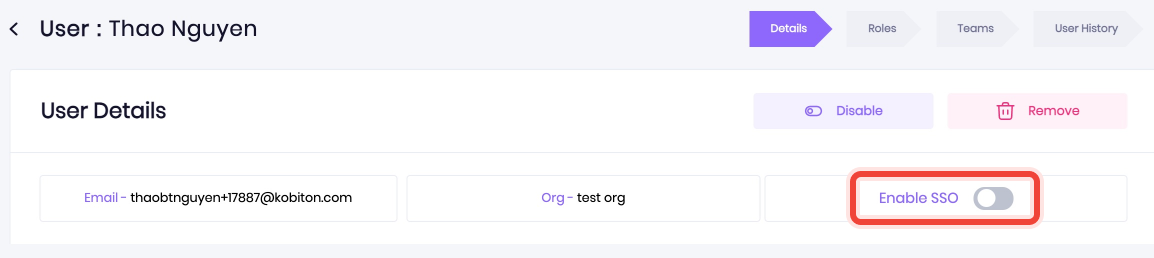 User : Thao Nguyen
Details
Roles
Teams
User History
User Details
Disable
Remove
Email - thaobtnguyen+17887@kobiton.com
Org - test org
Enable SSO